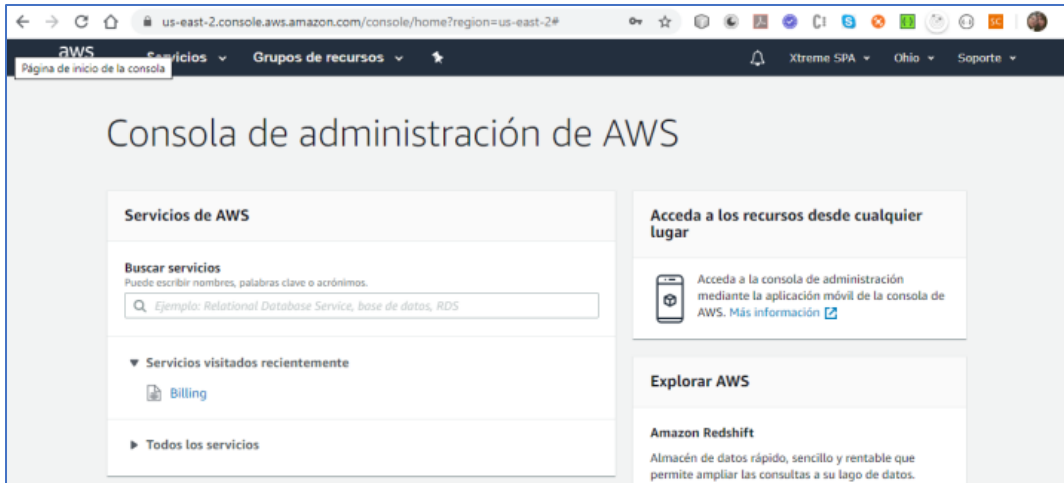 us-east-2.console.aws.amazon.com/console/home?region=us-east-2#
aws
Servicios
Grupos de recursos
Xtreme SPA
Ohio
Soporte
Página de inicio de la consola
Consola de administración de AWS
Servicios de AWS
Buscar servicios
Puede escribir nombres, palabras clave o acrónimos.
Ejemplo: Relational Database Service, base de datos, RDS
Servicios visitados recientemente
Billing
Todos los servicios
Acceda a los recursos desde cualquier
lugar
Acceda a la consola de administración
mediante la aplicación móvil de la consola de
AWS. Más información
Explorar AWS
Amazon Redshift
Almacén de datos rápido, sencillo y rentable que
permite ampliar las consultas a su lago de datos.